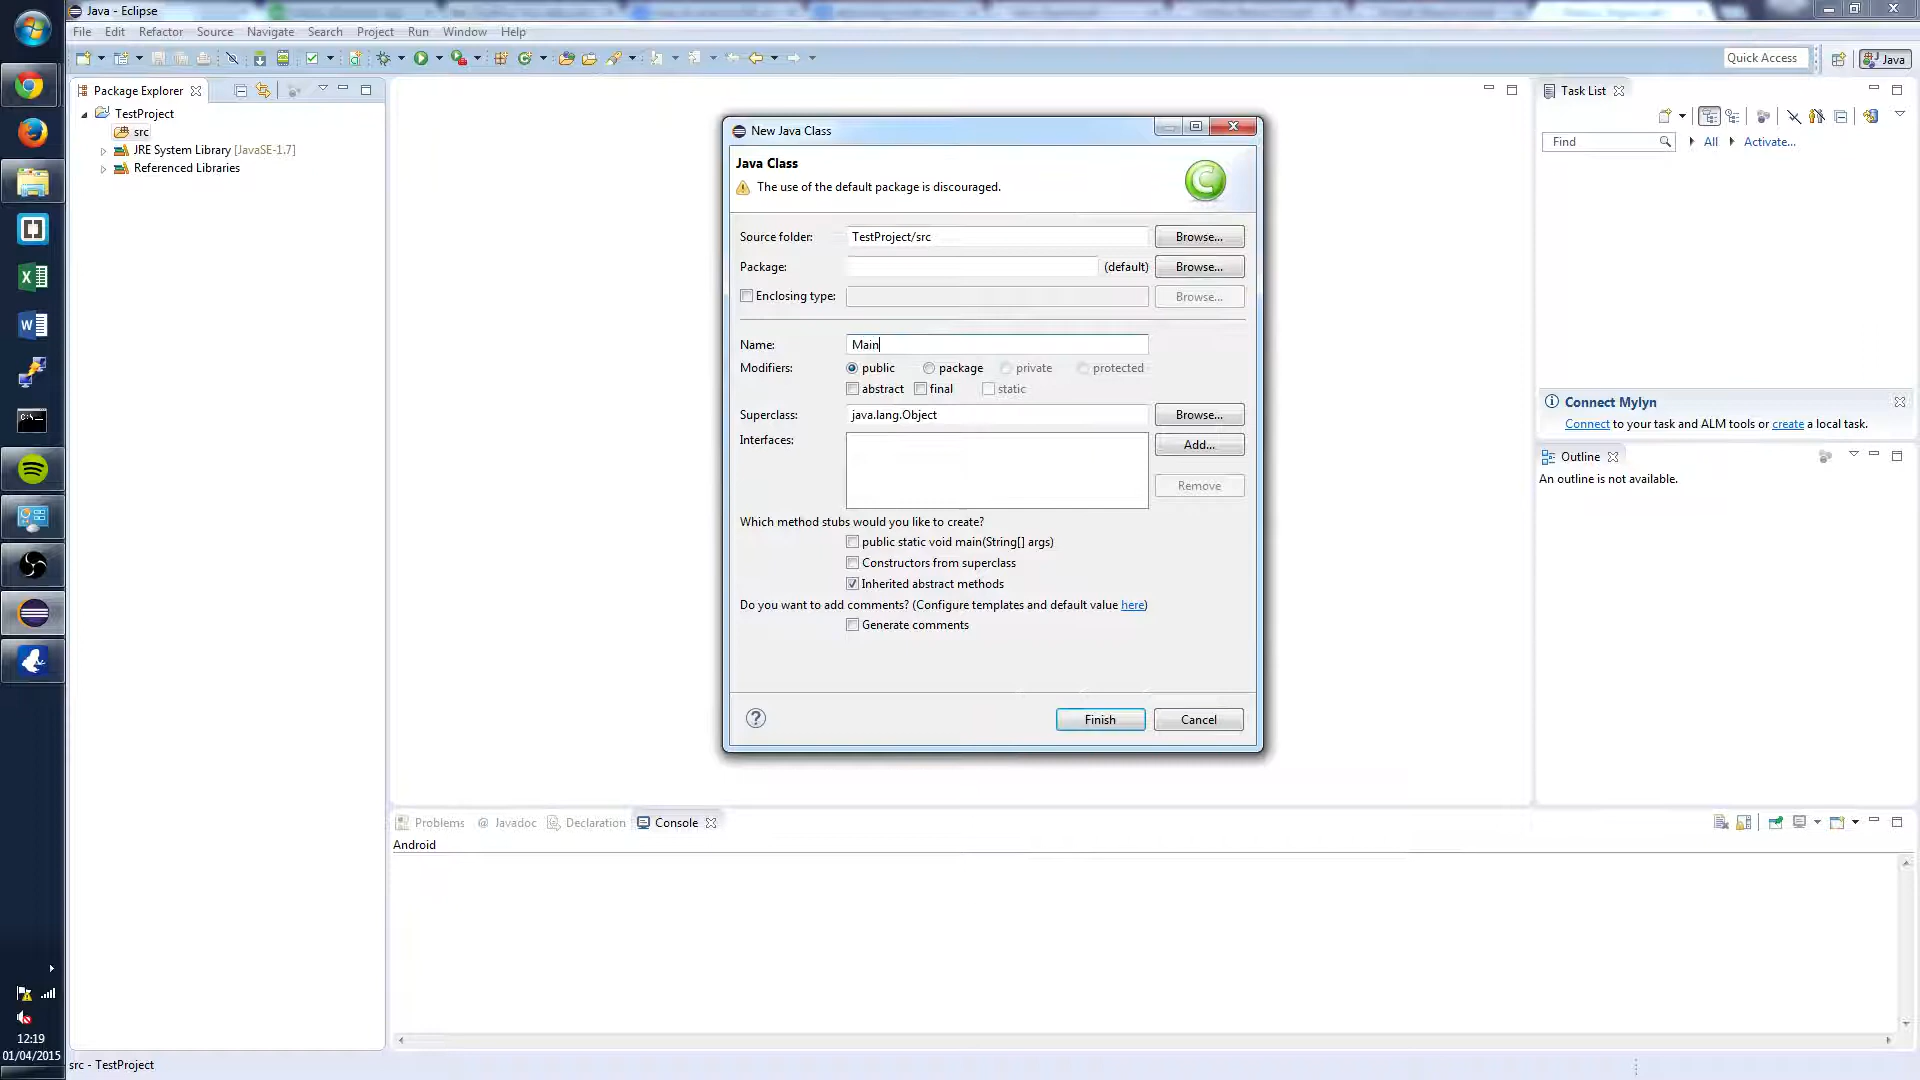 Java - Eclipse
File Edit Refactor Source Navigate Search Project Run Window Help
Quick Access
Java
Package Explorer
TestProject
src
JRE System Library [JavaSE-1.7]
Referenced Libraries
New Java Class
Java Class
The use of the default package is discouraged.
Source folder: TestProject/src Browse...
Package: (default) Browse...
Enclosing type: Browse...
Name: Main
Modifiers: public package private protected
abstract final static
Superclass: java.lang.Object Browse...
Interfaces: Add...
Remove
Which method stubs would you like to create?
public static void main(String[] args)
Constructors from superclass
Inherited abstract methods
Do you want to add comments? (Configure templates and default value here)
Generate comments
Finish Cancel
Task List
Find All Activate...
Connect Mylyn
Connect to your task and ALM tools or create a local task.
Outline
An outline is not available.
Problems @ Javadoc Declaration Console
Android
12:19
01/04/2015
src - TestProject